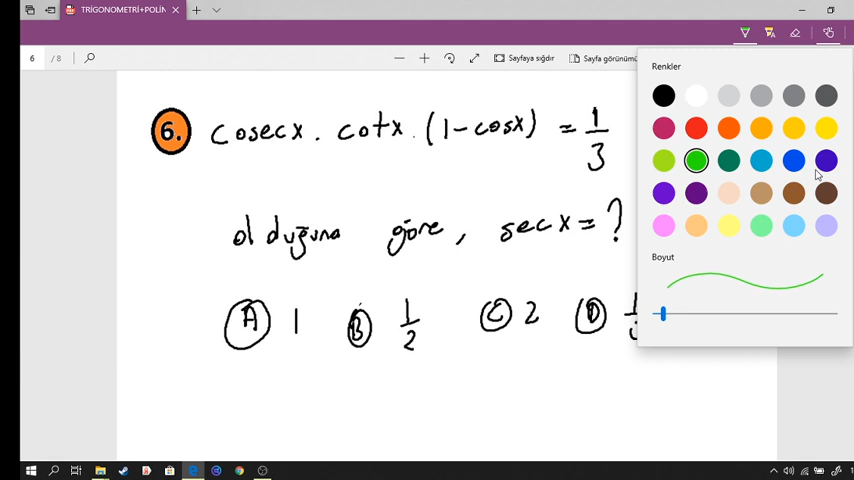 TRİGONOMETRİ+POLİN
6 / 8
Sayfaya sığdır
Sayfa görünümü
Renkler
6. cosecx . cotx . (1-cosx) = 1/3
olduğuna göre, secx = ?
Boyut
A 1 B 1/2 C 2 D